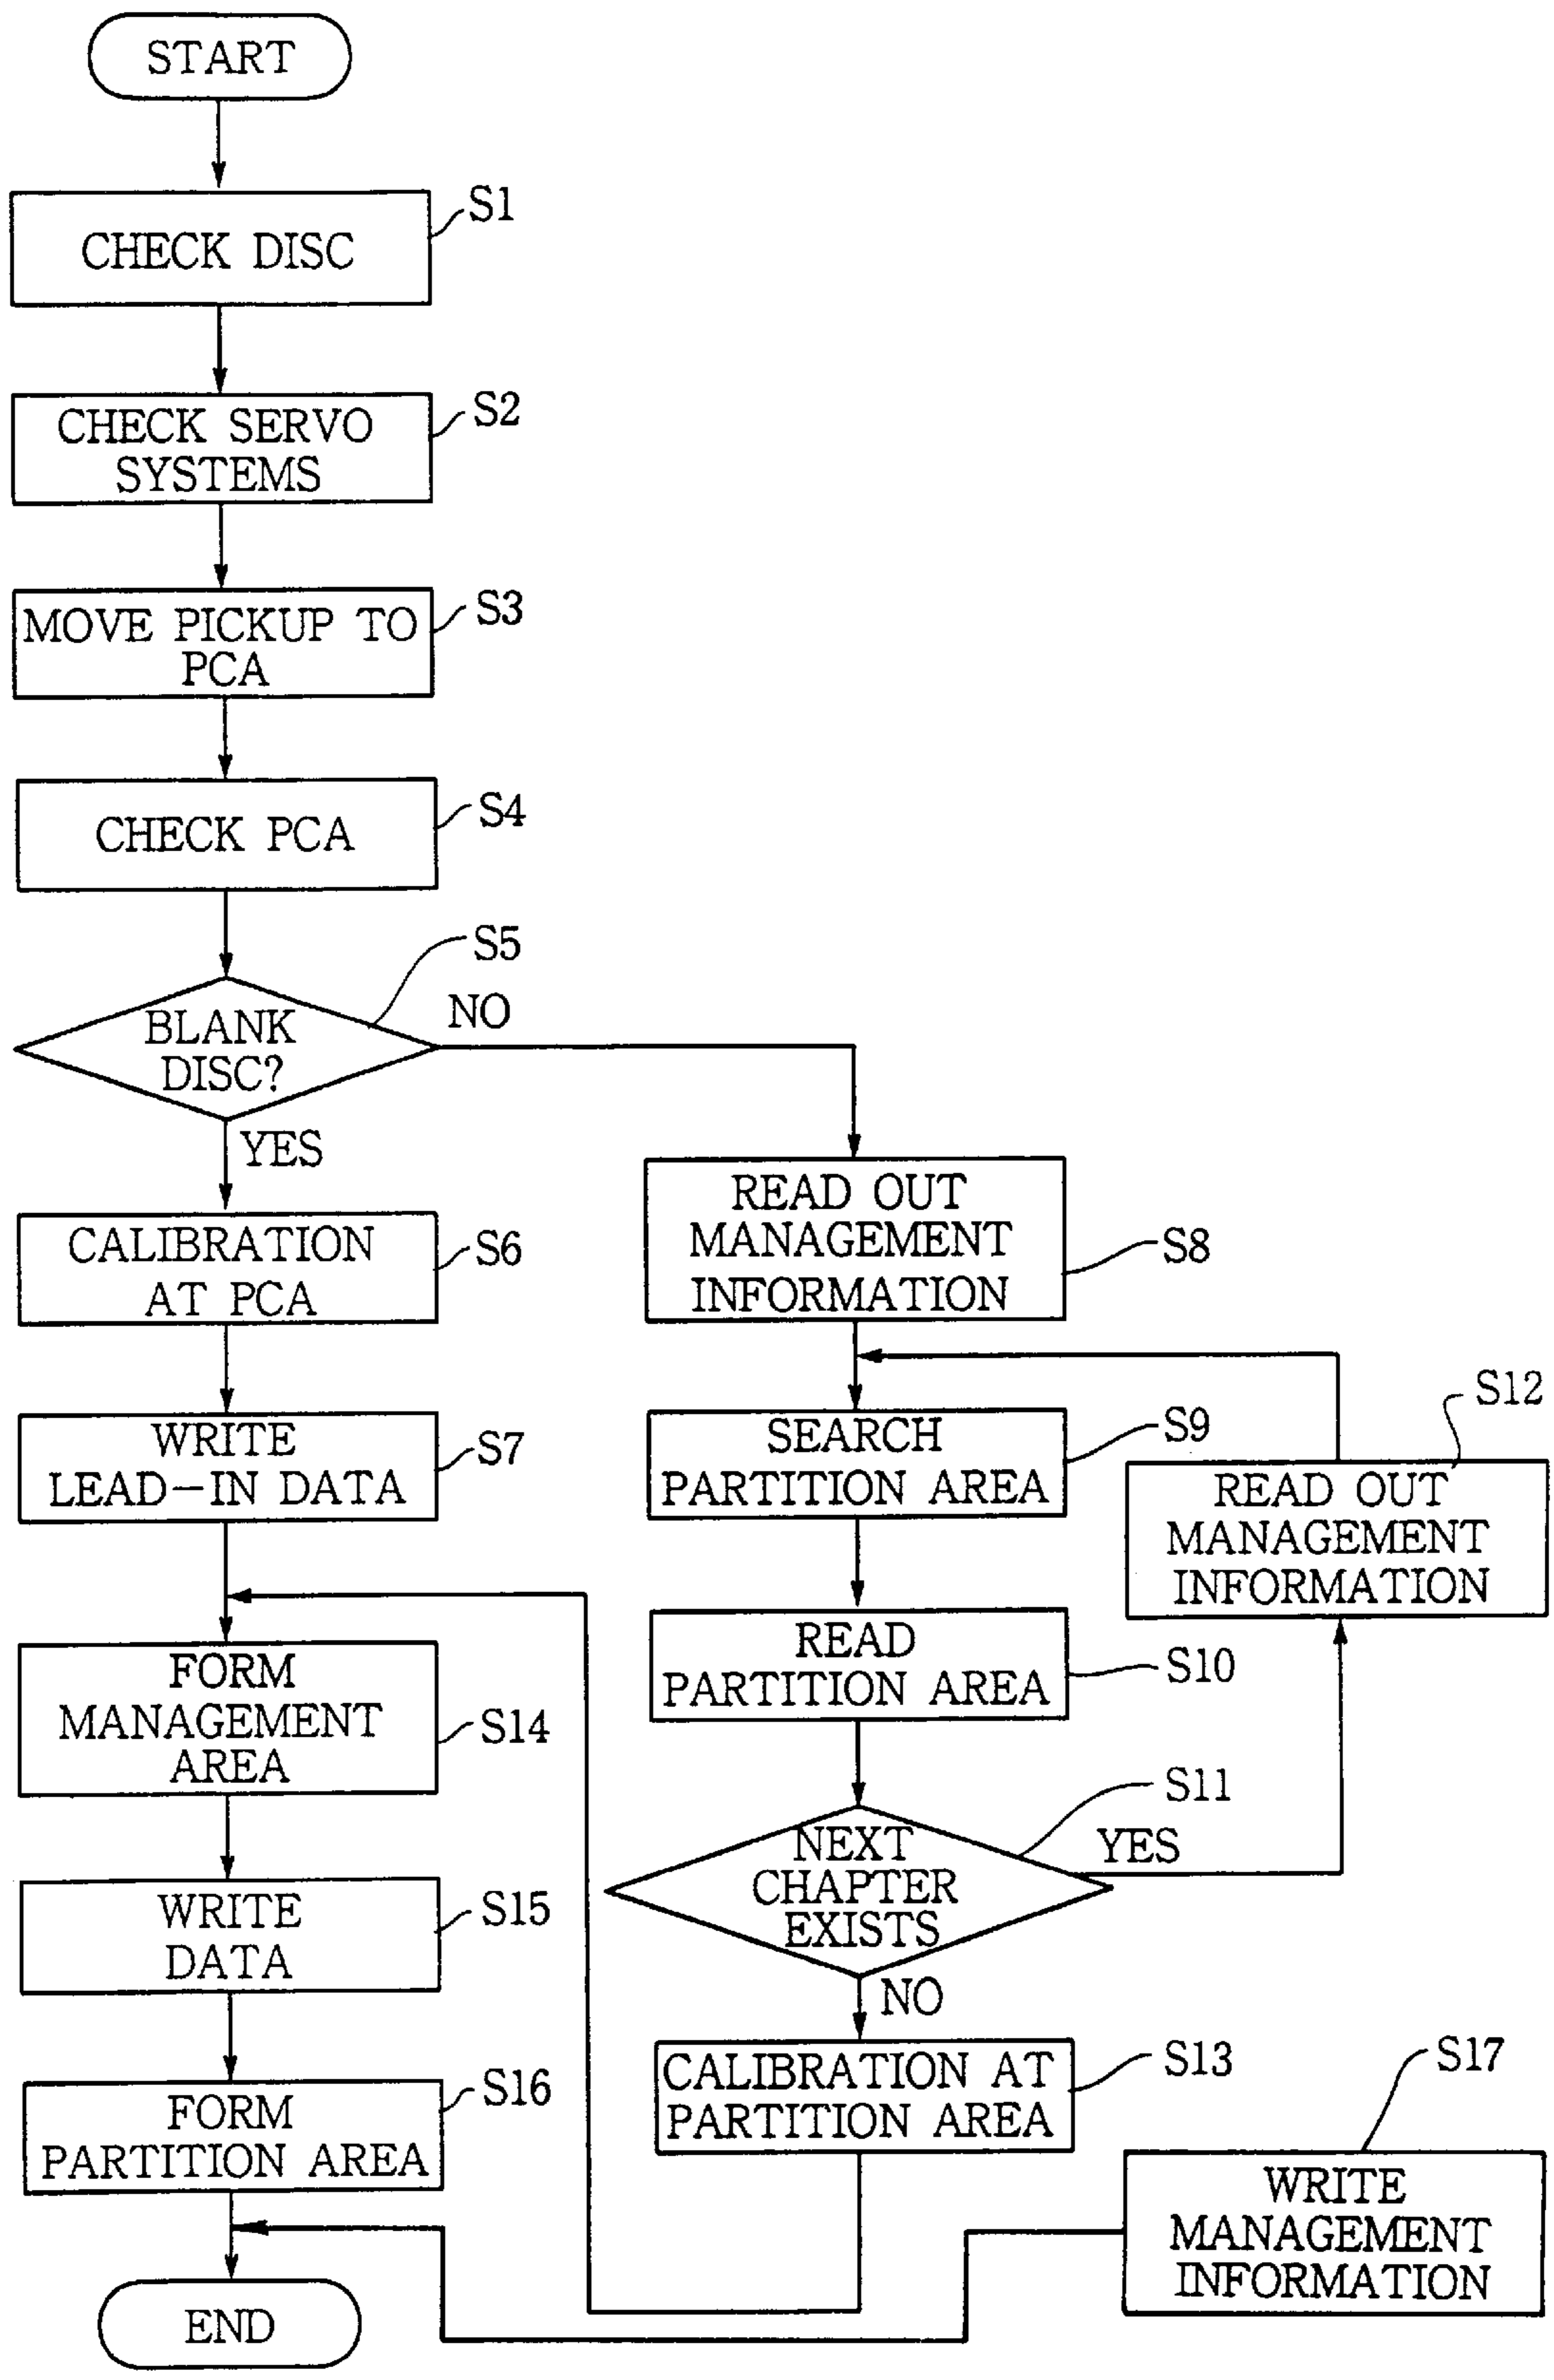 START
CHECK DISC
S1
CHECK SERVO
SYSTEMS
S2
MOVE PICKUP TO
PCA
S3
CHECK PCA
S4
BLANK
DISC?
S5
NO
YES
CALIBRATION
AT PCA
S6
WRITE
LEAD-IN DATA
S7
READ OUT
MANAGEMENT
INFORMATION
S8
SEARCH
PARTITION AREA
S9
READ
PARTITION AREA
S10
NEXT
CHAPTER
EXISTS
S11
YES
NO
READ OUT
MANAGEMENT
INFORMATION
S12
CALIBRATION AT
PARTITION AREA
S13
FORM
MANAGEMENT
AREA
S14
WRITE
DATA
S15
FORM
PARTITION AREA
S16
WRITE
MANAGEMENT
INFORMATION
S17
END